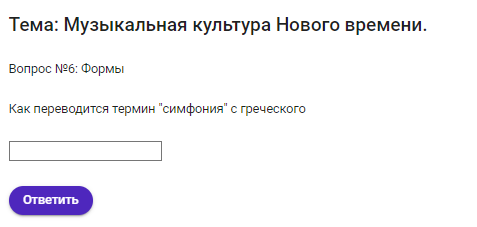 Тема: Музыкальная культура Нового времени.
Вопрос №6: Формы
Как переводится термин "симфония" с греческого
Ответить